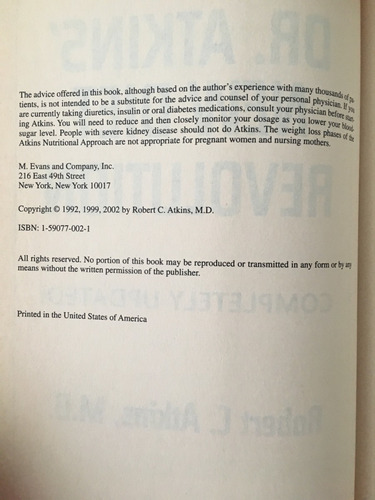 The advice offered in this book, although based on the author's experience with many thousands of pa-
tients, is not intended to be a substitute for the advice and counsel of your personal physician. If you
are currently taking diuretics, insulin or oral diabetes medications, consult your physician before start-
ing Atkins. You will need to reduce and then closely monitor your dosage as you lower your blood-
sugar level. People with severe kidney disease should not do Atkins. The weight loss phases of the
Atkins Nutritional Approach are not appropriate for pregnant women and nursing mothers.
M. Evans and Company, Inc.
216 East 49th Street
New York, New York 10017
Copyright © 1992, 1999, 2002 by Robert C. Atkins, M.D.
ISBN: 1-59077-002-1
All rights reserved. No portion of this book may be reproduced or transmitted in any form or by any
means without the written permission of the publisher.
Printed in the United States of America
DR. ATKINS'
REVOLUTI
COMPLETELY UPDATED!
Robert C. Atkins, M.D.